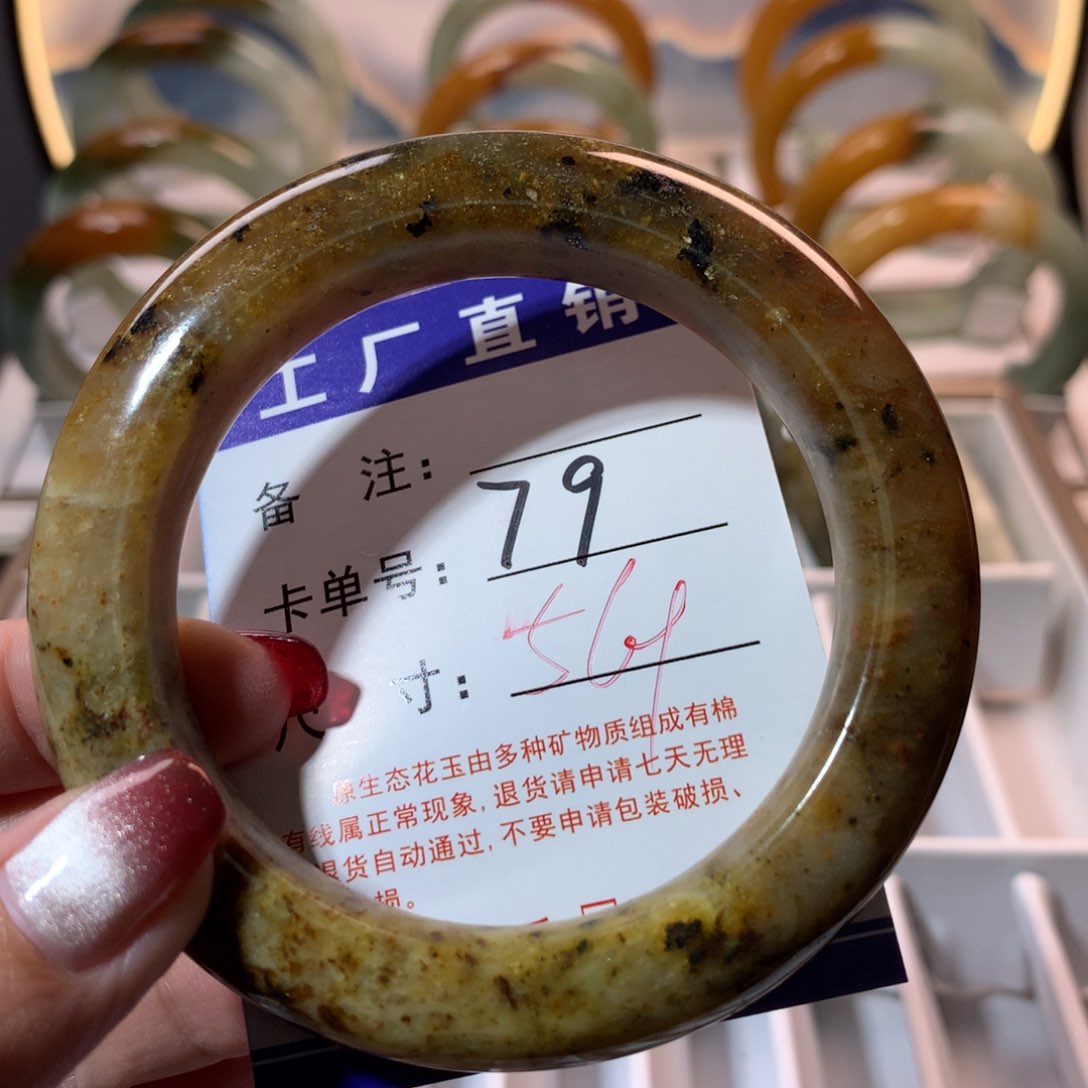 工厂直销
备 注：
卡单号： 79
尺 寸： 569
原生态花玉由多种矿物质组成有棉
有线属正常现象，退货请申请七天无理
退货自动通过，不要申请包装破损、
损。